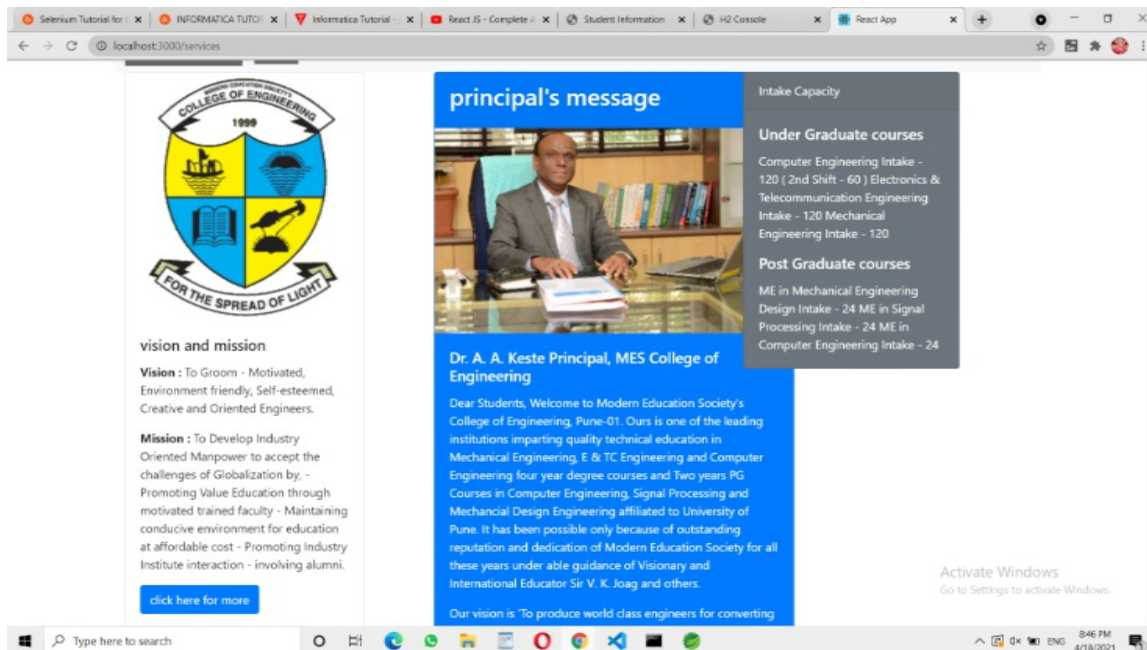 Selenium Tutorial for
INFORMATICA TUTOR
Informatica Tutorial -
React JS - Complete
Student Information
H2 Console
React App
localhost:3000/services
COLLEGE OF ENGINEERING
1999
FOR THE SPREAD OF LIGHT
vision and mission
Vision : To Groom - Motivated,
Environment friendly, Self-esteemed,
Creative and Oriented Engineers.
Mission : To Develop Industry
Oriented Manpower to accept the
challenges of Globalization by, -
Promoting Value Education through
motivated trained faculty - Maintaining
conducive environment for education
at affordable cost - Promoting Industry
Institute interaction - involving alumni.
click here for more
principal's message
Dr. A. A. Keste Principal, MES College of
Engineering
Dear Students, Welcome to Modern Education Society's
College of Engineering, Pune-01. Ours is one of the leading
institutions imparting quality technical education in
Mechanical Engineering, E & TC Engineering and Computer
Engineering four year degree courses and Two years PG
Courses in Computer Engineering, Signal Processing and
Mechancial Design Engineering affiliated to University of
Pune. It has been possible only because of outstanding
reputation and dedication of Modern Education Society for all
these years under able guidance of Visionary and
International Educator Sir V. K. Joag and others.
Our vision is 'To produce world class engineers for converting
Intake Capacity
Under Graduate courses
Computer Engineering Intake -
120 ( 2nd Shift - 60 ) Electronics &
Telecommunication Engineering
Intake - 120 Mechanical
Engineering Intake - 120
Post Graduate courses
ME in Mechanical Engineering
Design Intake - 24 ME in Signal
Processing Intake - 24 ME in
Computer Engineering Intake - 24
Activate Windows
Go to Settings to activate Windows.
Type here to search
ENG
8:46 PM
4/18/2021